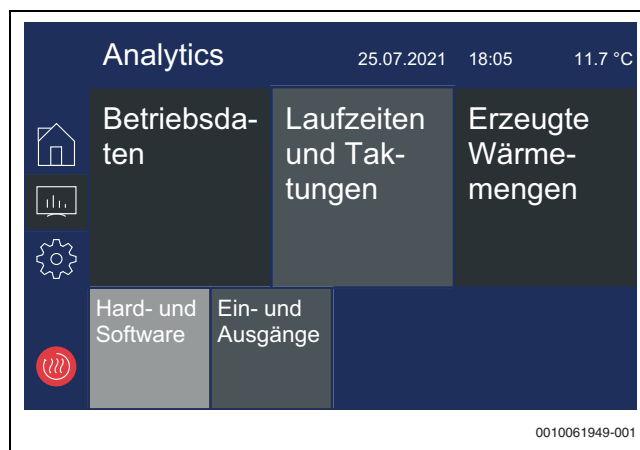 Analytics 25.07.2021 18:05 11.7 °C
Betriebsda-
ten
Laufzeiten
und Tak-
tungen
Erzeugte
Wärme-
mengen
Hard- und
Software
Ein- und
Ausgänge
0010061949-001